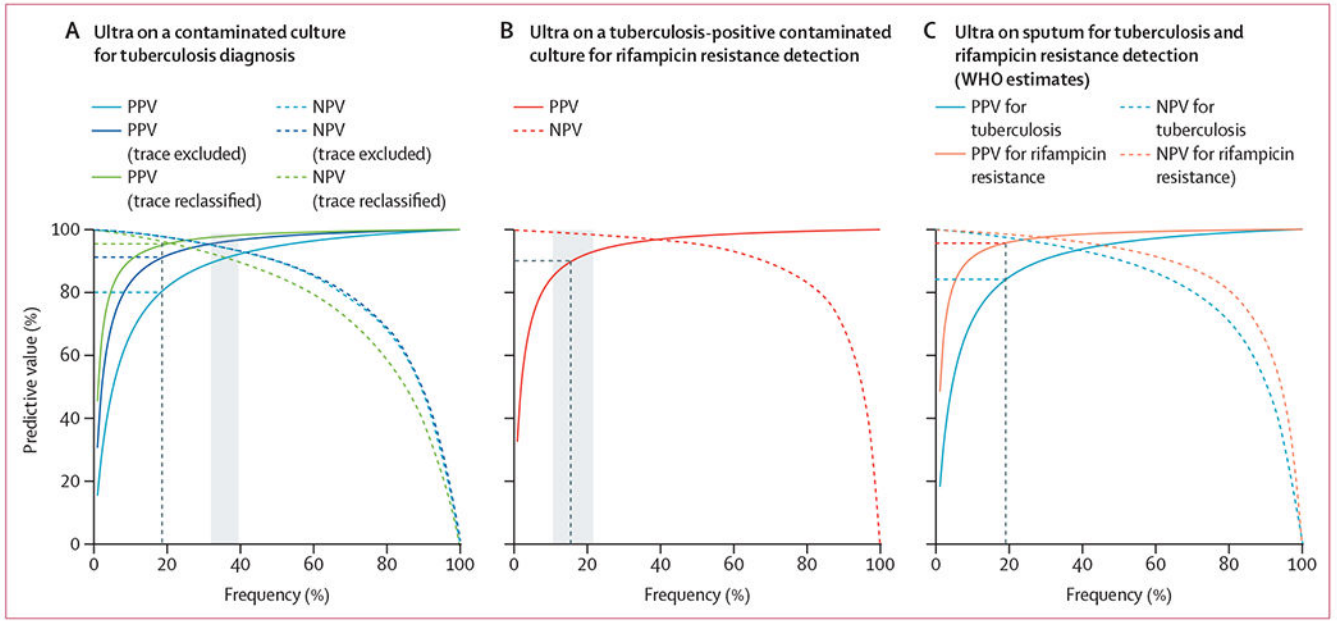 A Ultra on a contaminated culture
for tuberculosis diagnosis
PPV
NPV
PPV
(trace excluded)
NPV
(trace excluded)
PPV
(trace reclassified)
NPV
(trace reclassified)
Predictive value (%)
100
80
60
40
20
0
0 20 40 60 80 100
Frequency (%)
B Ultra on a tuberculosis-positive contaminated
culture for rifampicin resistance detection
PPV
NPV
0 20 40 60 80 100
Frequency (%)
C Ultra on sputum for tuberculosis and
rifampicin resistance detection
(WHO estimates)
PPV for
tuberculosis
NPV for
tuberculosis
PPV for rifampicin
resistance
NPV for rifampicin
resistance)
0 20 40 60 80 100
Frequency (%)